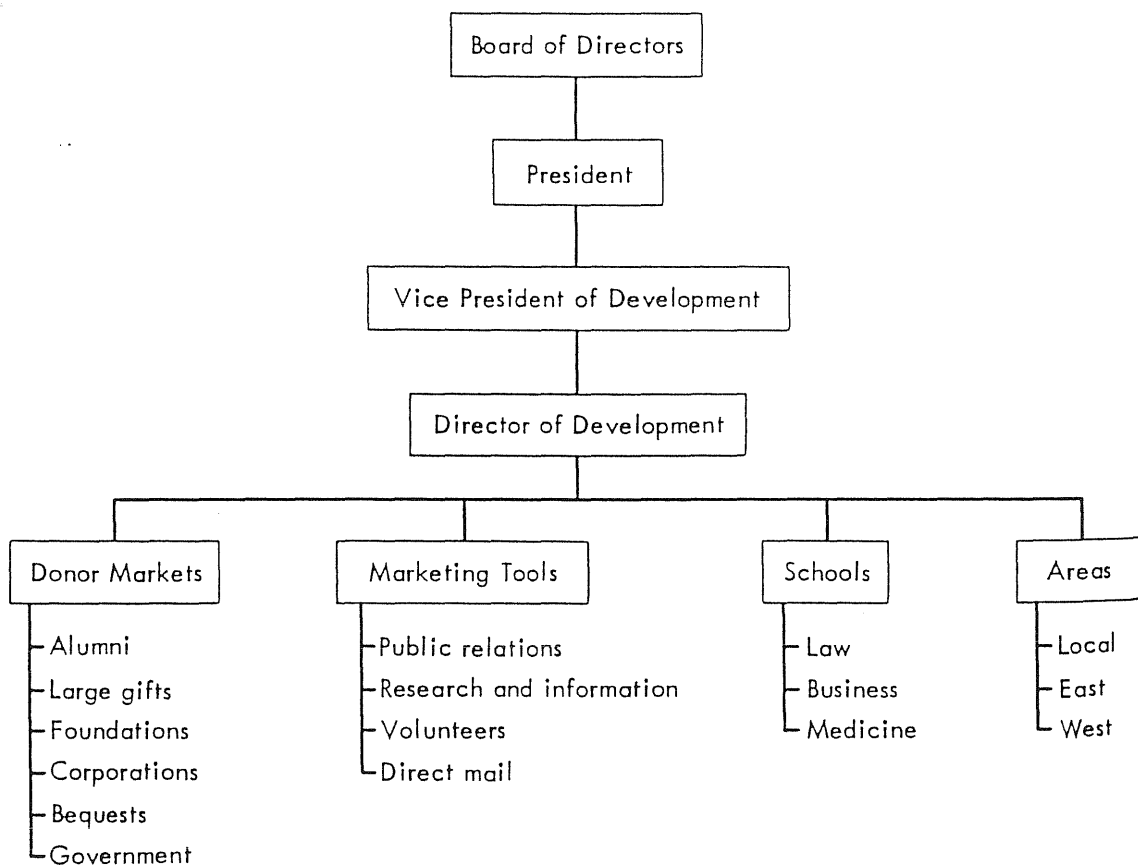 Board of Directors
President
Vice President of Development
Director of Development
Donor Markets
Alumni
Large gifts
Foundations
Corporations
Bequests
Government
Marketing Tools
Public relations
Research and information
Volunteers
Direct mail
Schools
Law
Business
Medicine
Areas
Local
East
West